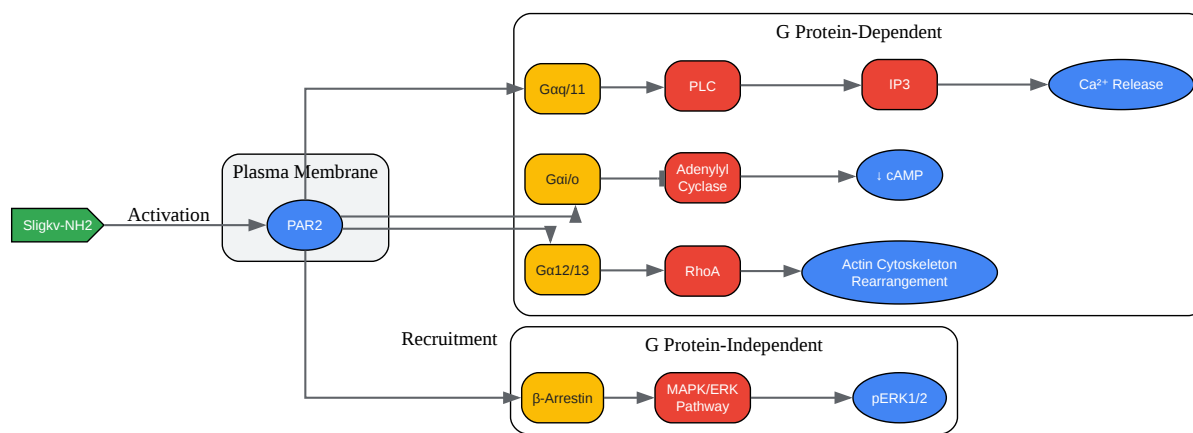 G Protein-Dependent
Gαq/11
PLC
IP3
Ca²⁺ Release
Plasma Membrane
Gαi/o
Adenylyl
Cyclase
↓ cAMP
Sligkv-NH2
Activation
PAR2
Gα12/13
RhoA
Actin Cytoskeleton
Rearrangement
Recruitment
G Protein-Independent
β-Arrestin
MAPK/ERK
Pathway
pERK1/2